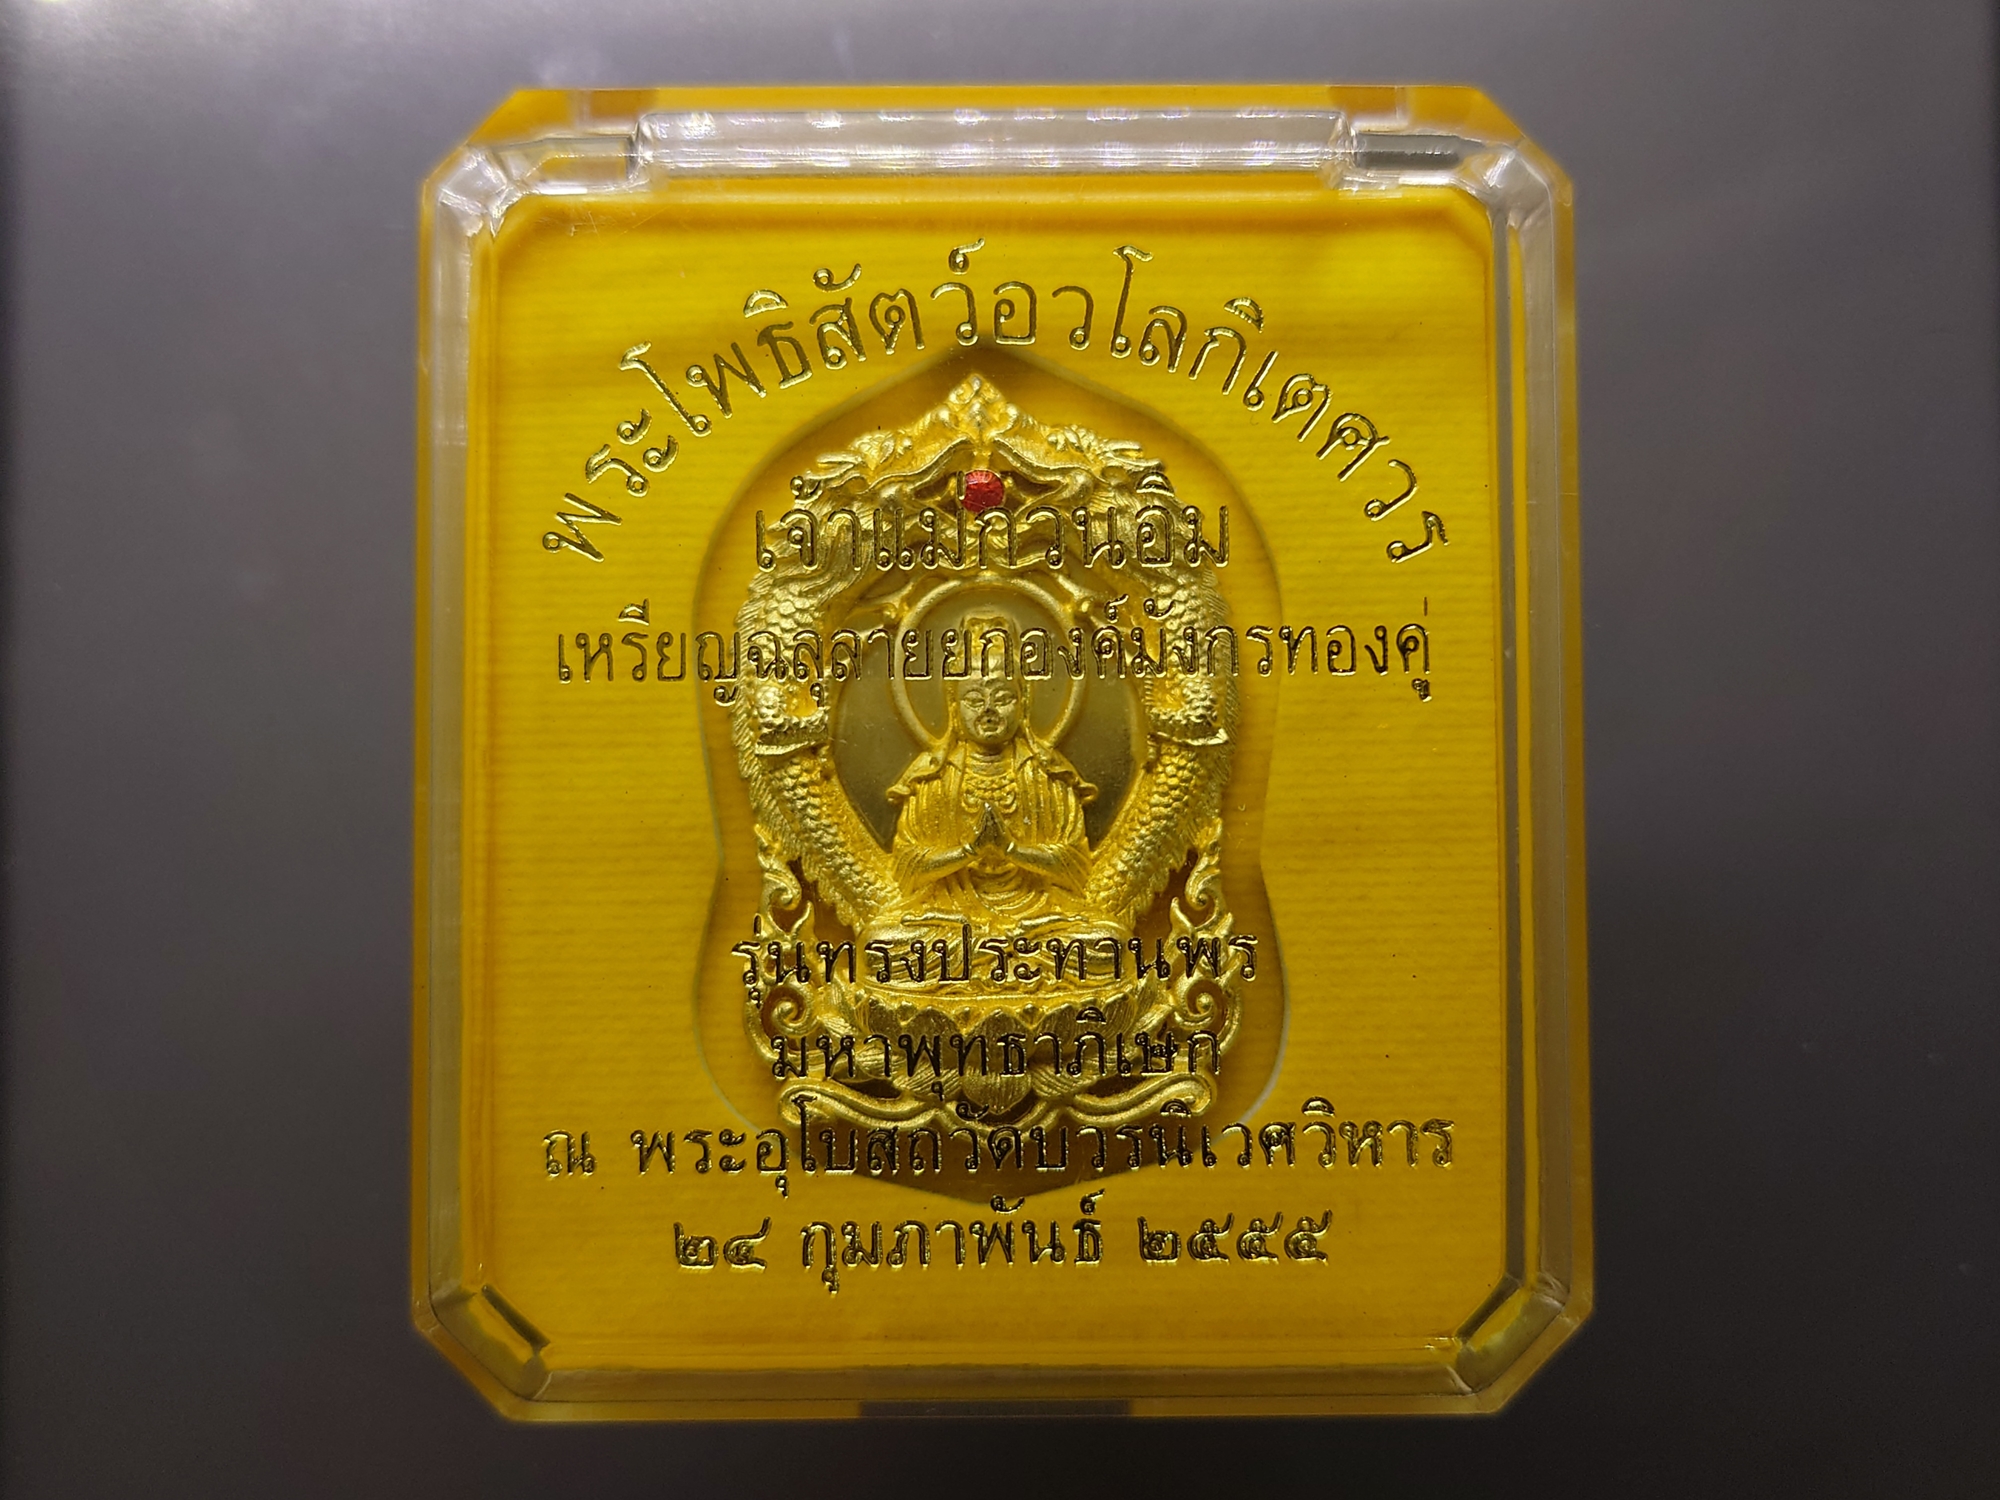 พระโพธิสัตว์อวโลกิเตศวร
เจ้าแม่กวนอิม
เหรียญฉลุลายยกองค์มังกรทองคู่
รุ่นทรงประทานพร
มหาพุทธาภิเษก
ณ พระอุโบสถวัดบวรนิเวศวิหาร
๒๔ กุมภาพันธ์ ๒๕๕๕